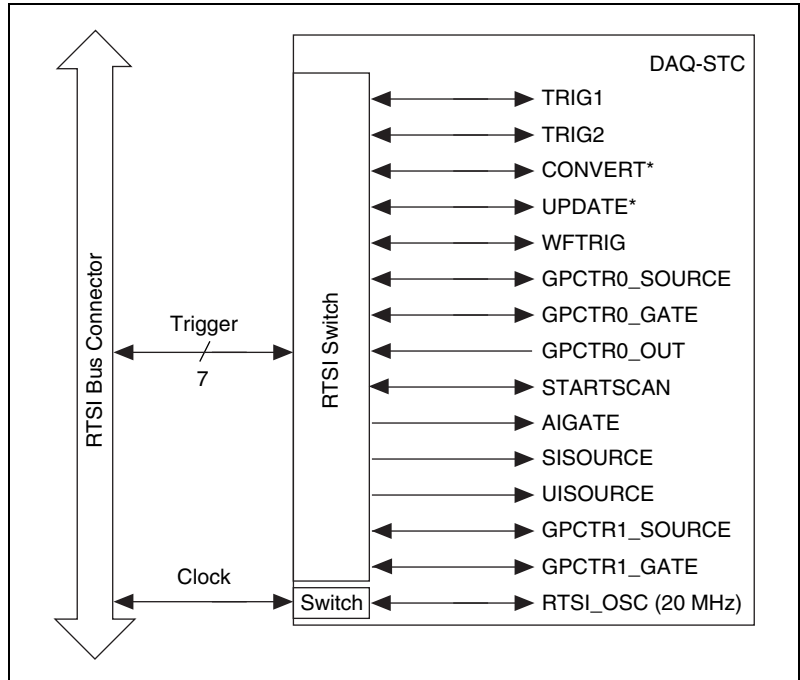 DAQ-STC
RTSI Bus Connector
Trigger
7
Clock
RTSI Switch
Switch
TRIG1
TRIG2
CONVERT*
UPDATE*
WFTRIG
GPCTR0_SOURCE
GPCTR0_GATE
GPCTR0_OUT
STARTSCAN
AIGATE
SISOURCE
UISOURCE
GPCTR1_SOURCE
GPCTR1_GATE
RTSI_OSC (20 MHz)